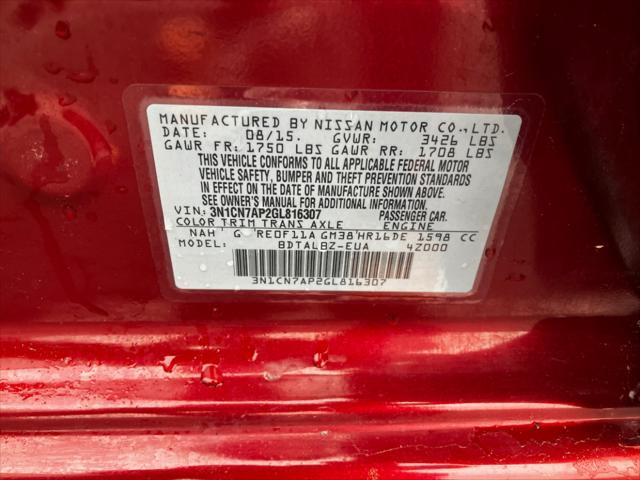 MANUFACTURED BY NISSAN MOTOR CO.,LTD.
DATE: 08/15. GVWR: 3426 LBS
GAWR FR: 1750 LBS GAWR RR: 1708 LBS
THIS VEHICLE CONFORMS TO ALL APPLICABLE FEDERAL MOTOR
VEHICLE SAFETY, BUMPER AND THEFT PREVENTION STANDARDS
IN EFFECT ON THE DATE OF MANUFACTURE SHOWN ABOVE.
SEE OWNER'S MANUAL FOR ADDITIONAL INFORMATION.
VIN: 3N1CN7AP2GL816307 PASSENGER CAR.
COLOR TRIM TRANS AXLE ENGINE
NAH G RE0F11A GM38 HR16DE 1598 CC
BDTALBZ-EUA 4Z000
3N1CN7AP2GL816307